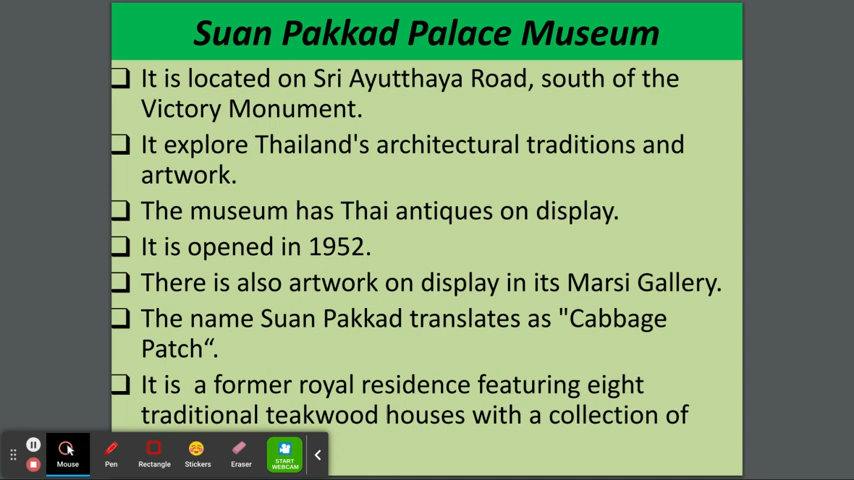 Suan Pakkad Palace Museum
It is located on Sri Ayutthaya Road, south of the
Victory Monument.
It explore Thailand's architectural traditions and
artwork.
The museum has Thai antiques on display.
It is opened in 1952.
There is also artwork on display in its Marsi Gallery.
The name Suan Pakkad translates as "Cabbage
Patch“.
It is  a former royal residence featuring eight
traditional teakwood houses with a collection of
Mouse
Pen
Rectangle
Stickers
Eraser
START
WEBCAM